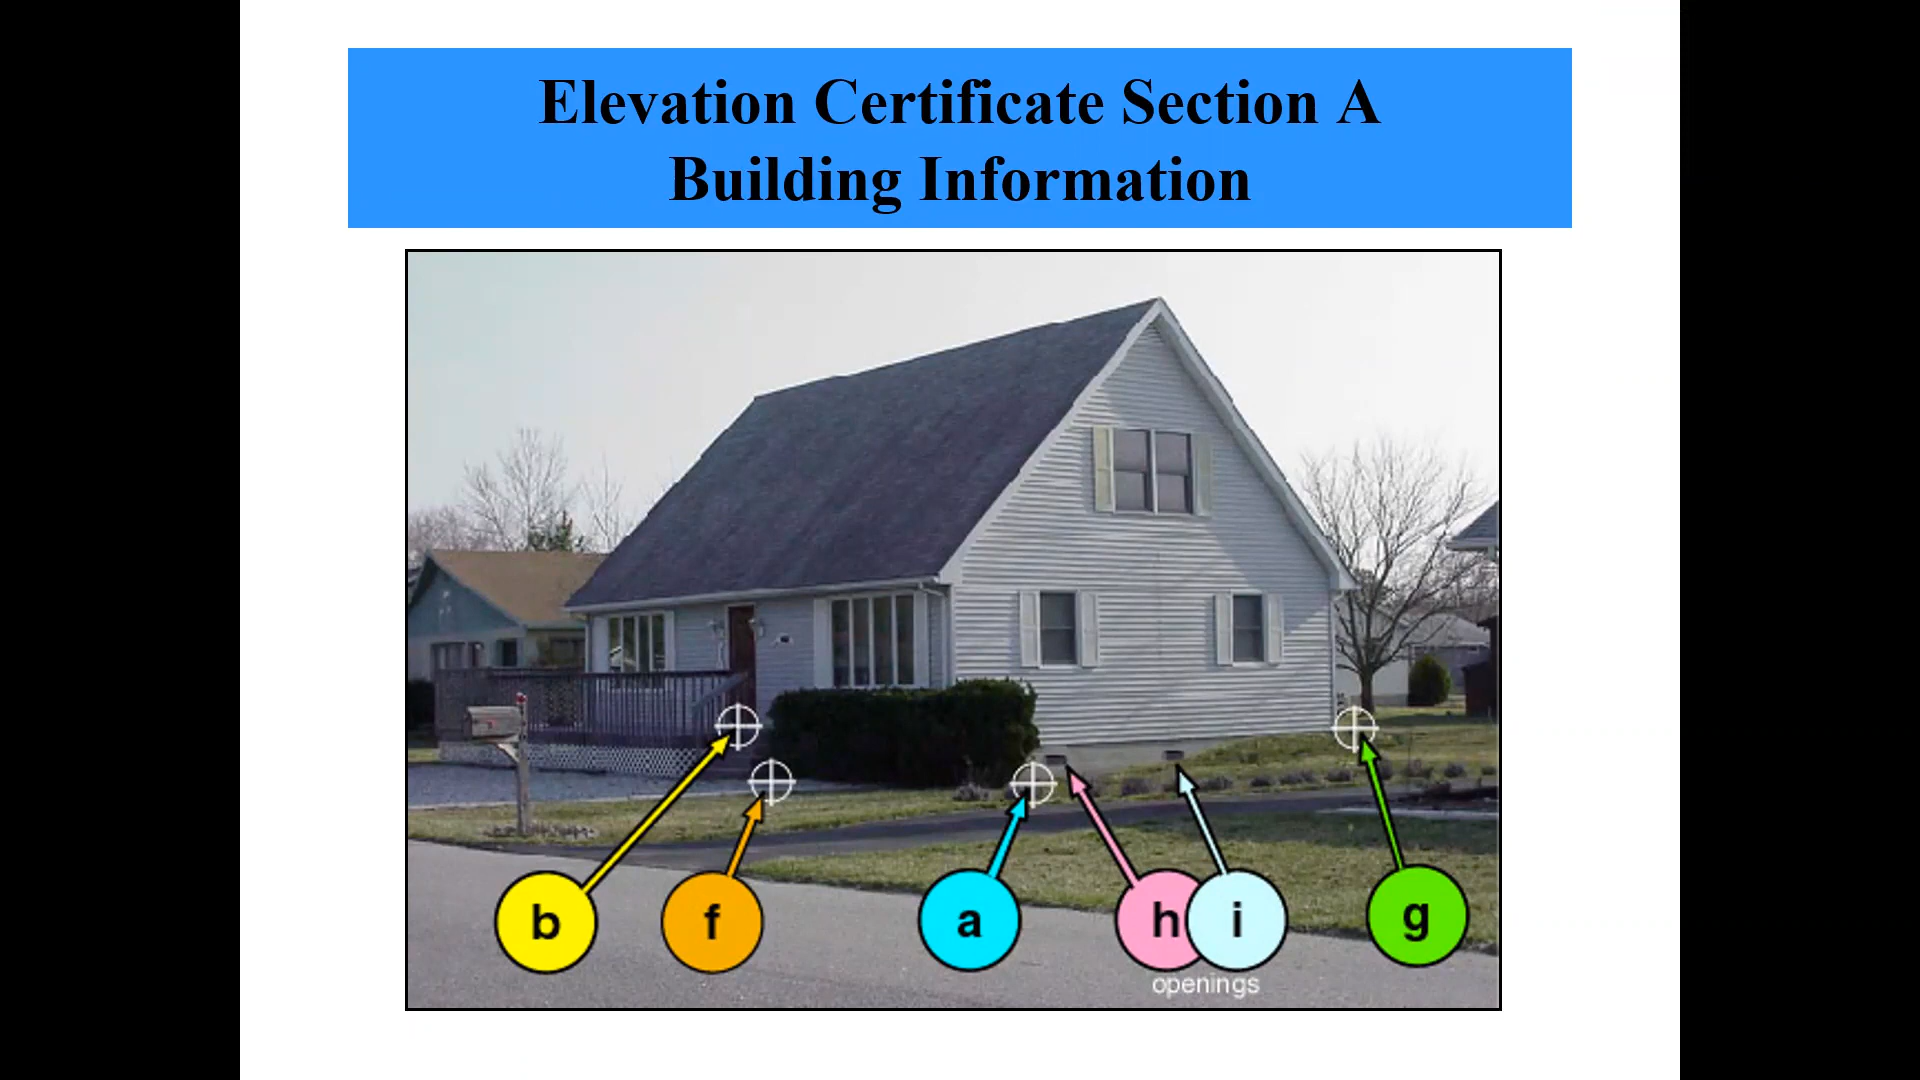 Elevation Certificate Section A
Building Information
b
f
a
h
i
g
openings